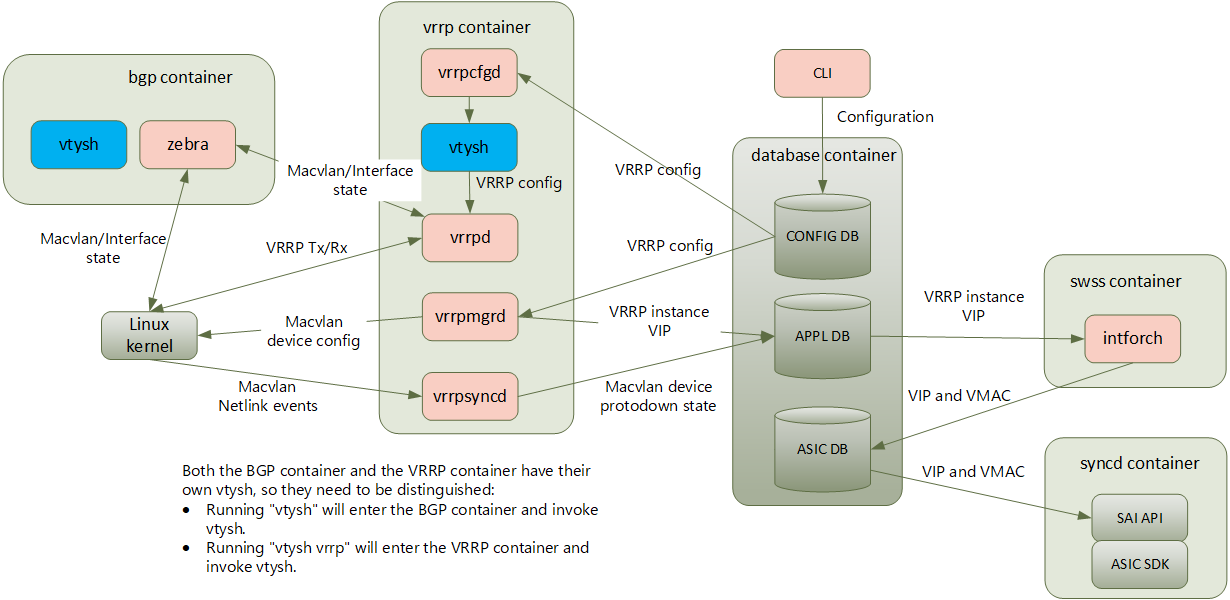 vrrp container
bgp container
vrrpcfgd
CLI
Configuration
vtysh
zebra
vtysh
database container
Macvlan/Interface
state
VRRP config
VRRP config
vrrpd
CONFIG DB
Macvlan/Interface
state
VRRP Tx/Rx
VRRP config
swss container
Linux
kernel
Macvlan
device config
vrrpmgrd
VRRP instance
VIP
APPL DB
VRRP instance
VIP
intforch
Macvlan
Netlink events
vrrpsyncd
Macvlan device
protodown state
VIP and VMAC
ASIC DB
VIP and VMAC
syncd container
SAI API
ASIC SDK
Both the BGP container and the VRRP container have their
own vtysh, so they need to be distinguished:
• Running "vtysh" will enter the BGP container and invoke
vtysh.
• Running "vtysh vrrp" will enter the VRRP container and
invoke vtysh.